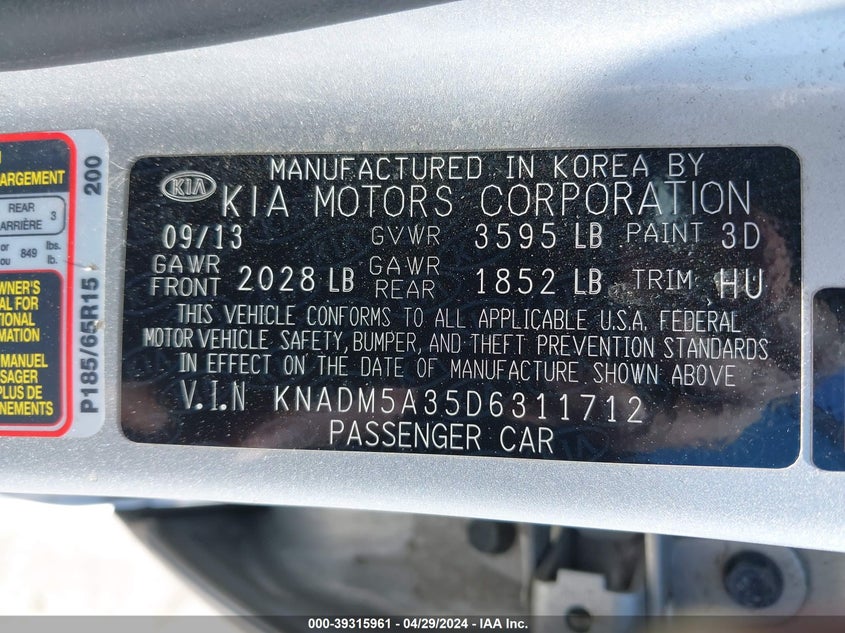 ARGEMENT
REAR
ARRIÈRE 3
or
ou 849 lbs.
lb.
WNER'S
AL FOR
TIONAL
RMATION
MANUEL
SAGER
PLUS DE
NEMENTS
P185/65R15 200
MANUFACTURED IN KOREA BY
KIA KIA MOTORS CORPORATION
09/13 GVWR 3595 LB PAINT 3D
GAWR FRONT 2028 LB GAWR REAR 1852 LB TRIM HU
THIS VEHICLE CONFORMS TO ALL APPLICABLE U.S.A. FEDERAL
MOTOR VEHICLE, SAFETY, BUMPER, AND THEFT PREVENTION STANDARDS
IN EFFECT ON THE DATE OF MANUFACTURE SHOWN ABOVE
V.I.N KNADM5A35D6311712
PASSENGER CAR
000-39315961 | 04/29/2024 | IAA Inc.